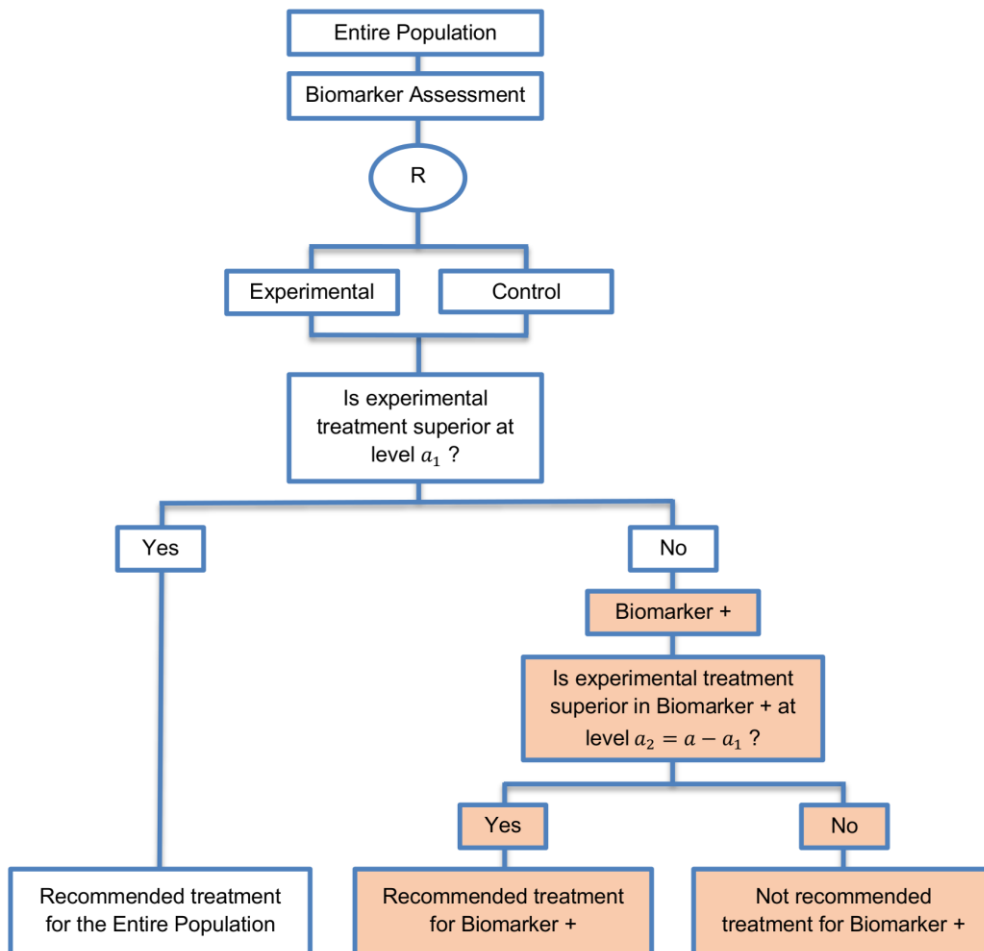 Entire Population
Biomarker Assessment
R
Experimental
Control
Is experimental
treatment superior at
level a₁ ?
Yes
No
Biomarker +
Is experimental treatment
superior in Biomarker + at
level a₂ = a − a₁ ?
Yes
No
Recommended treatment
for the Entire Population
Recommended treatment
for Biomarker +
Not recommended
treatment for Biomarker +